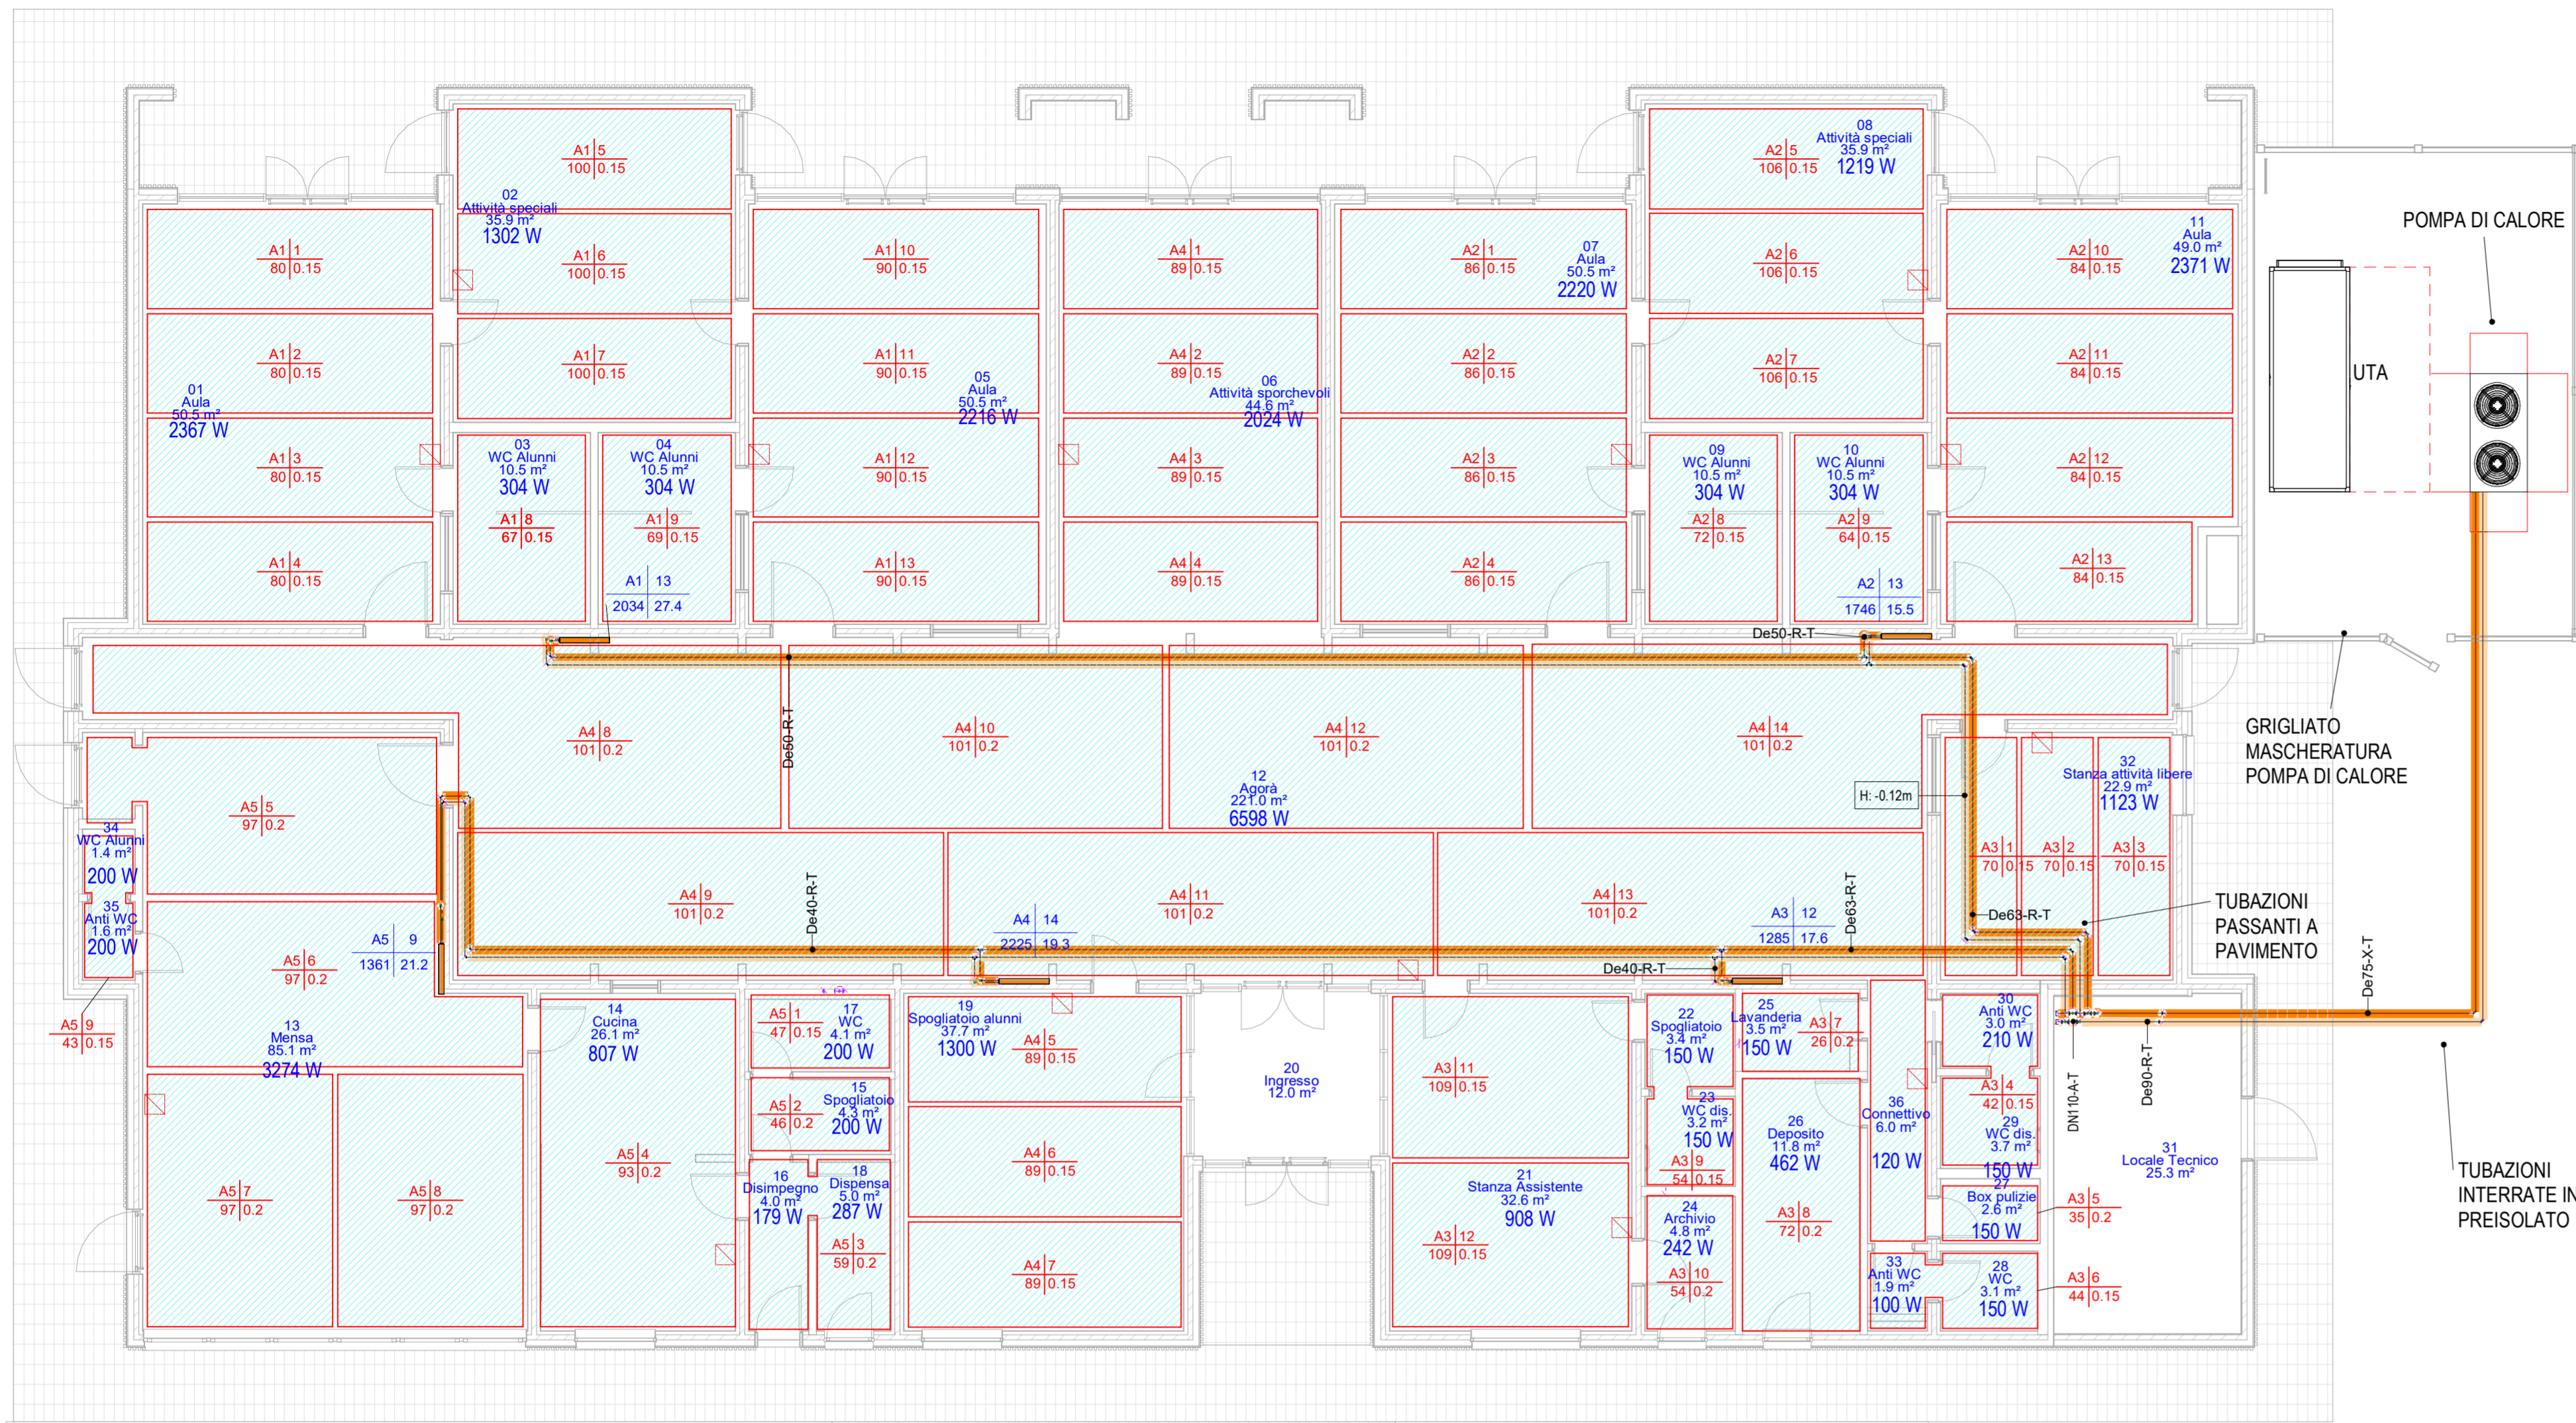 A1 5
100 0.15
08
Attività speciali
35.9 m²
1219 W
A2 5
106 0.15
02
Attività speciali
35.9 m²
1302 W
POMPA DI CALORE
11
Aula
49.0 m²
2371 W
07
Aula
50.5 m²
2220 W
A1 1
80 0.15
A1 6
100 0.15
A1 10
90 0.15
A4 1
89 0.15
A2 1
86 0.15
A2 6
106 0.15
A2 10
84 0.15
A1 2
80 0.15
A1 7
100 0.15
A1 11
90 0.15
A4 2
89 0.15
A2 2
86 0.15
A2 7
106 0.15
A2 11
84 0.15
UTA
01
Aula
50.5 m²
2367 W
05
Aula
50.5 m²
2216 W
06
Attività sporchevoli
44.6 m²
2024 W
03
WC Alunni
10.5 m²
304 W
04
WC Alunni
10.5 m²
304 W
09
WC Alunni
10.5 m²
304 W
10
WC Alunni
10.5 m²
304 W
A1 3
80 0.15
A1 12
90 0.15
A4 3
89 0.15
A2 3
86 0.15
A2 12
84 0.15
A1 8
67 0.15
A1 9
69 0.15
A2 8
72 0.15
A2 9
64 0.15
A1 4
80 0.15
A1 13
2034 27.4
A1 13
90 0.15
A4 4
89 0.15
A2 4
86 0.15
A2 13
1746 15.5
A2 13
84 0.15
De50-R-T
De50-R-T
A4 8
101 0.2
A4 10
101 0.2
A4 12
101 0.2
A4 14
101 0.2
GRIGLIATO
MASCHERATURA
POMPA DI CALORE
12
Agorà
221.0 m²
6598 W
H: -0.12m
32
Stanza attività libere
22.9 m²
1123 W
A5 5
97 0.2
34
WC Alunni
1.4 m²
200 W
A3 1
70 0.15
A3 2
70 0.15
A3 3
70 0.15
35
Anti WC
1.6 m²
200 W
A4 9
101 0.2
De40-R-T
A4 11
101 0.2
A4 13
101 0.2
De63-R-T
De63-R-T
TUBAZIONI
PASSANTI A
PAVIMENTO
A5 9
1361 21.2
A4 14
2225 19.3
A3 12
1285 17.6
De40-R-T
De75-X-T
A5 6
97 0.2
A5 9
43 0.15
13
Mensa
85.1 m²
3274 W
14
Cucina
26.1 m²
807 W
A5 1
47 0.15
17
WC
4.1 m²
200 W
19
Spogliatoio alunni
37.7 m²
1300 W
A4 5
89 0.15
20
Ingresso
12.0 m²
A3 11
109 0.15
22
Spogliatoio
3.4 m²
150 W
25
Lavanderia
3.5 m²
150 W
A3 7
26 0.2
30
Anti WC
3.0 m²
210 W
DN110-A-T
De90-R-T
A5 2
46 0.2
15
Spogliatoio
4.3 m²
200 W
23
WC dis.
3.2 m²
150 W
A3 9
54 0.15
26
Deposito
11.8 m²
462 W
36
Connettivo
6.0 m²
120 W
A3 4
42 0.15
29
WC dis.
3.7 m²
150 W
31
Locale Tecnico
25.3 m²
TUBAZIONI
INTERRATE IN
PREISOLATO
A5 4
93 0.2
A4 6
89 0.15
16
Disimpegno
4.0 m²
179 W
18
Dispensa
5.0 m²
287 W
21
Stanza Assistente
32.6 m²
908 W
A5 7
97 0.2
A5 8
97 0.2
27
Box pulizie
2.6 m²
150 W
A3 5
35 0.2
24
Archivio
4.8 m²
242 W
A3 8
72 0.2
A5 3
59 0.2
A3 12
109 0.15
A4 7
89 0.15
A3 10
54 0.2
33
Anti WC
1.9 m²
100 W
28
WC
3.1 m²
150 W
A3 6
44 0.15